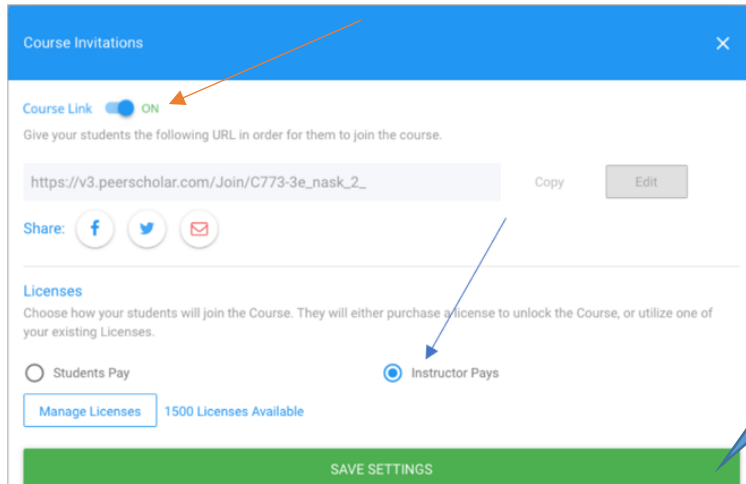 Course Invitations
Course Link ON
Give your students the following URL in order for them to join the course.
https://v3.peerscholar.com/Join/C773-3e_nask_2_ Copy Edit
Share:
Licenses
Choose how your students will join the Course. They will either purchase a license to unlock the Course, or utilize one of
your existing Licenses.
Students Pay Instructor Pays
Manage Licenses 1500 Licenses Available
SAVE SETTINGS